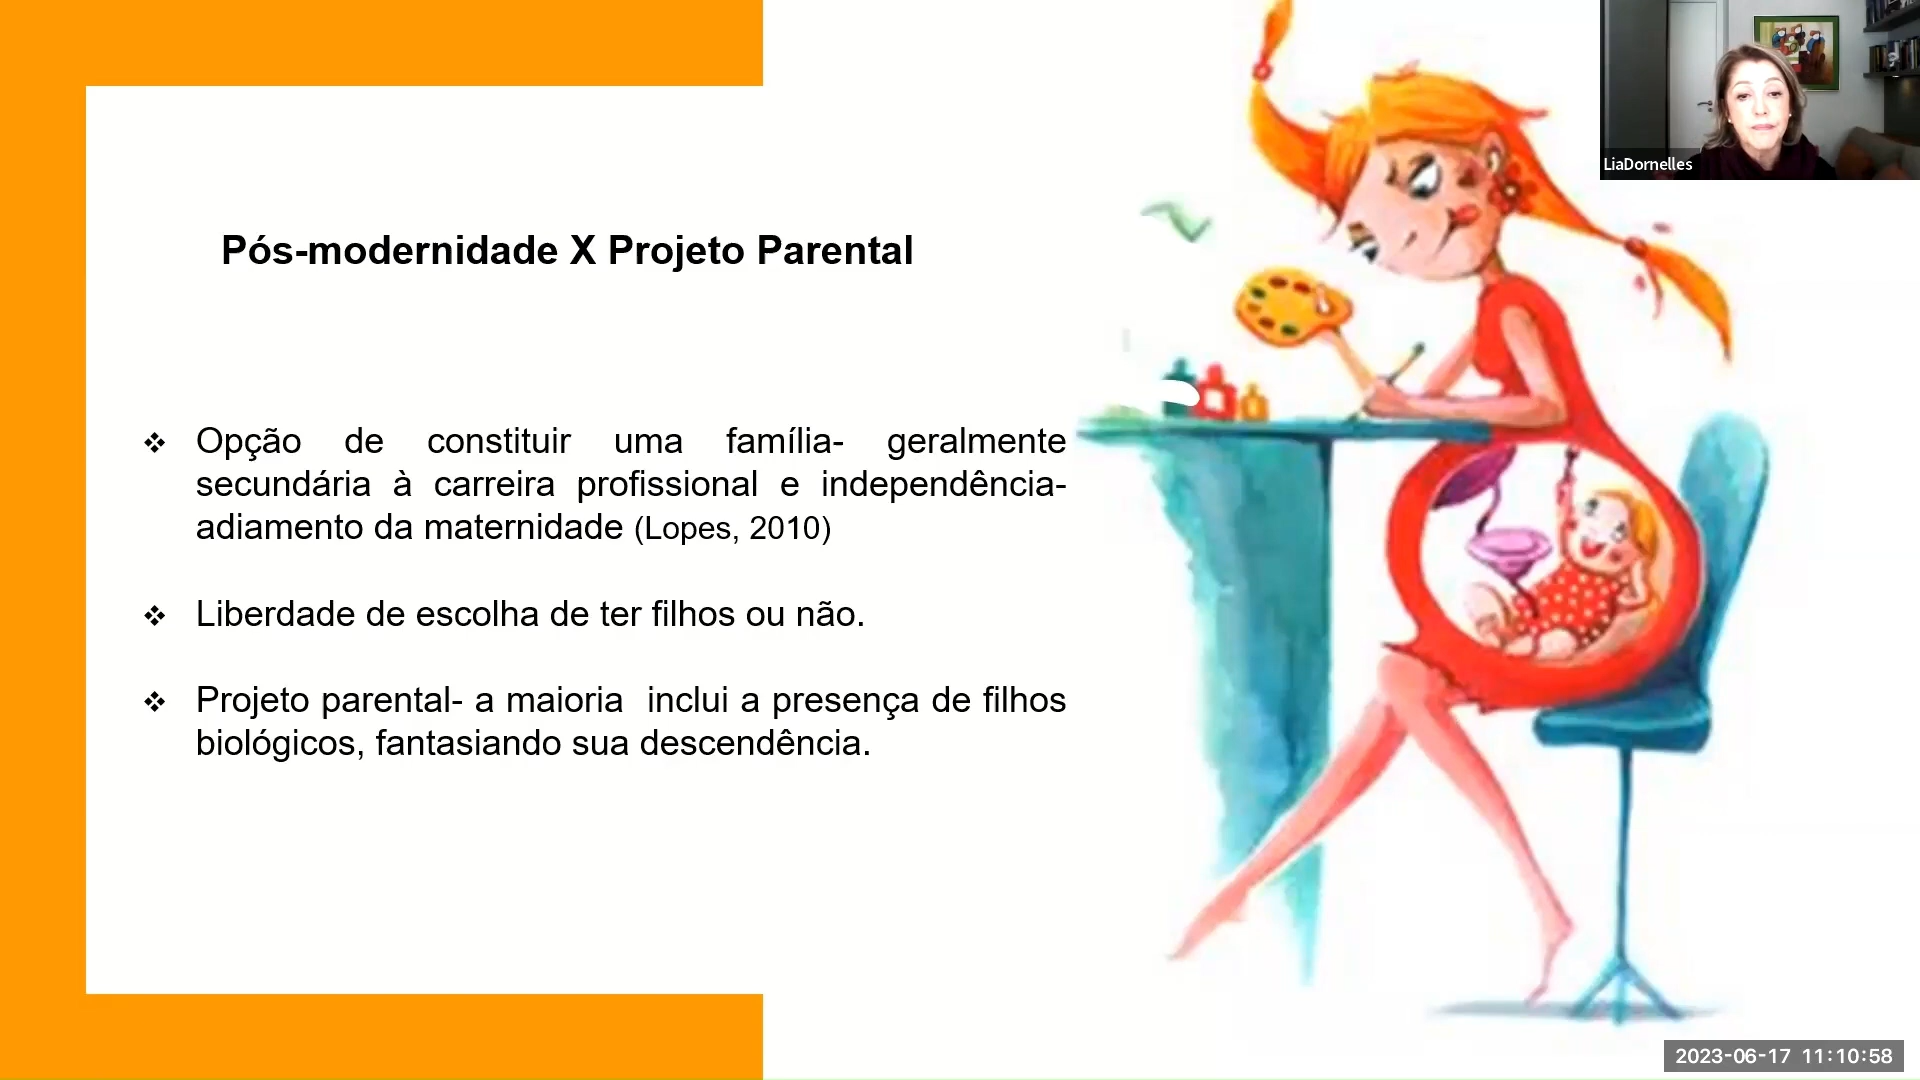 LiaDornelles
Pós-modernidade X Projeto Parental
❖ Opção de constituir uma família- geralmente
secundária à carreira profissional e independência-
adiamento da maternidade (Lopes, 2010)
❖ Liberdade de escolha de ter filhos ou não.
❖ Projeto parental- a maioria inclui a presença de filhos
biológicos, fantasiando sua descendência.
2023-06-17 11:10:58